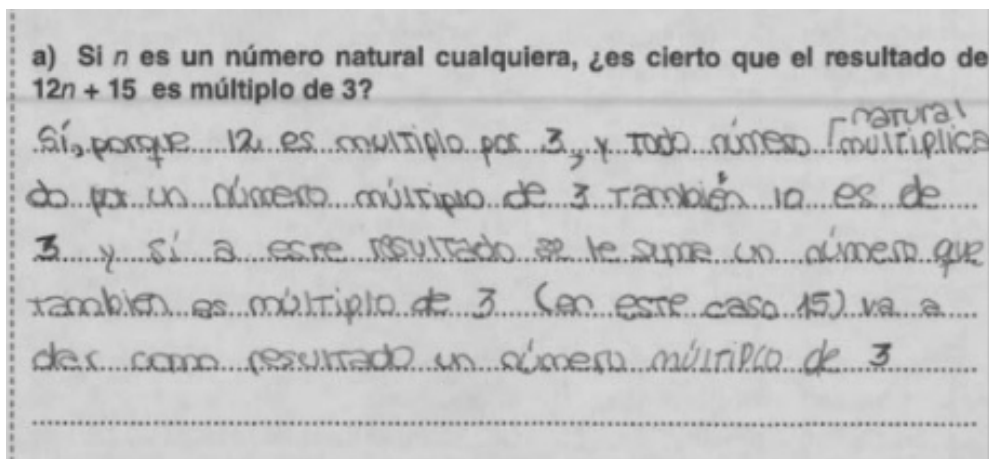 a) Si n es un número natural cualquiera, ¿es cierto que el resultado de
12n + 15 es múltiplo de 3?
Sí, porque 12 es multiplo por 3, y todo número natural multiplica
do por un número múltiplo de 3 también lo es de
3 y sí a este resultado se le suma un número que
tambien es múltiplo de 3 (en este caso 15) va a
dar como resultado un número múltiplo de 3